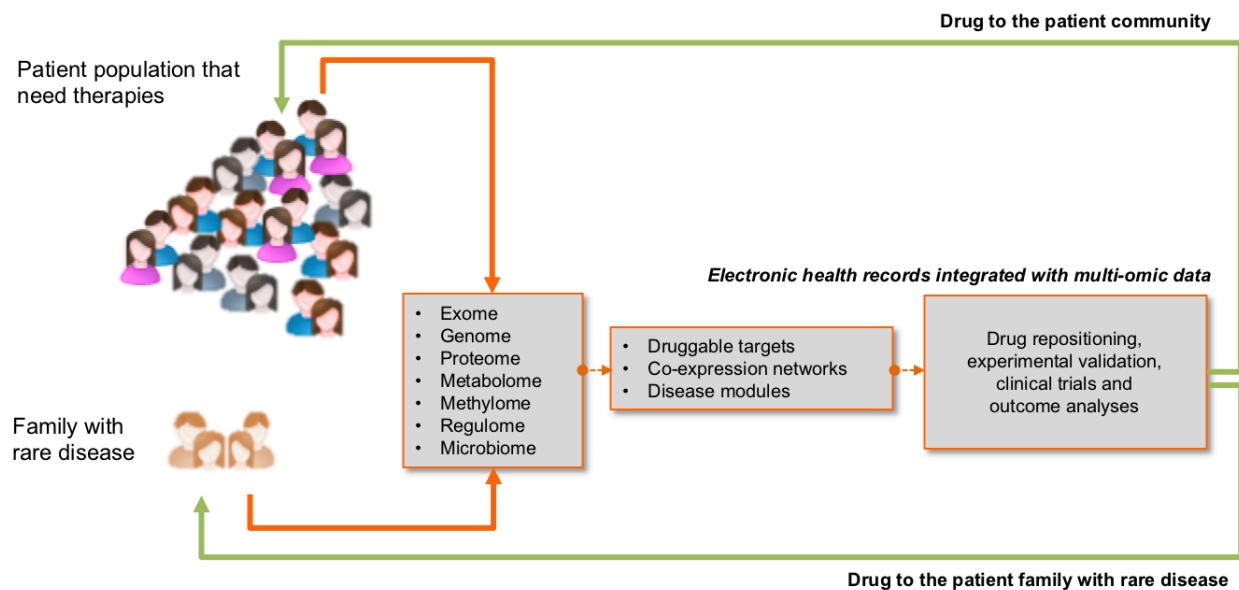 Drug to the patient community
Patient population that
need therapies
Electronic health records integrated with multi-omic data
• Exome
• Genome
• Proteome
• Metabolome
• Methylome
• Regulome
• Microbiome
• Druggable targets
• Co-expression networks
• Disease modules
Drug repositioning,
experimental validation,
clinical trials and
outcome analyses
Family with
rare disease
Drug to the patient family with rare disease